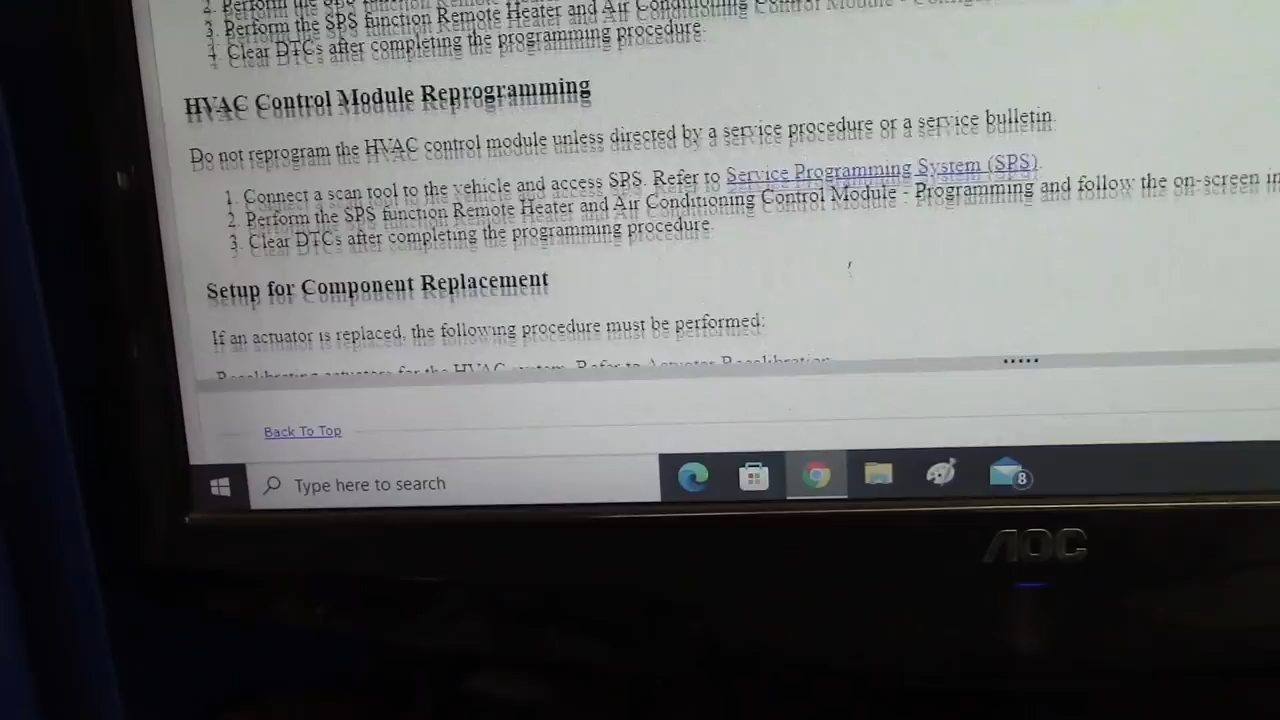 3. Perform the SPS function Remote Heater and Air Conditioning Control Module -
4. Clear DTCs after completing the programming procedure.
HVAC Control Module Reprogramming
Do not reprogram the HVAC control module unless directed by a service procedure or a service bulletin.
1. Connect a scan tool to the vehicle and access SPS. Refer to Service Programming System (SPS).
2. Perform the SPS function Remote Heater and Air Conditioning Control Module - Programming and follow the on-screen in
3. Clear DTCs after completing the programming procedure.
Setup for Component Replacement
If an actuator is replaced, the following procedure must be performed:
Back To Top
Type here to search
8
AOC